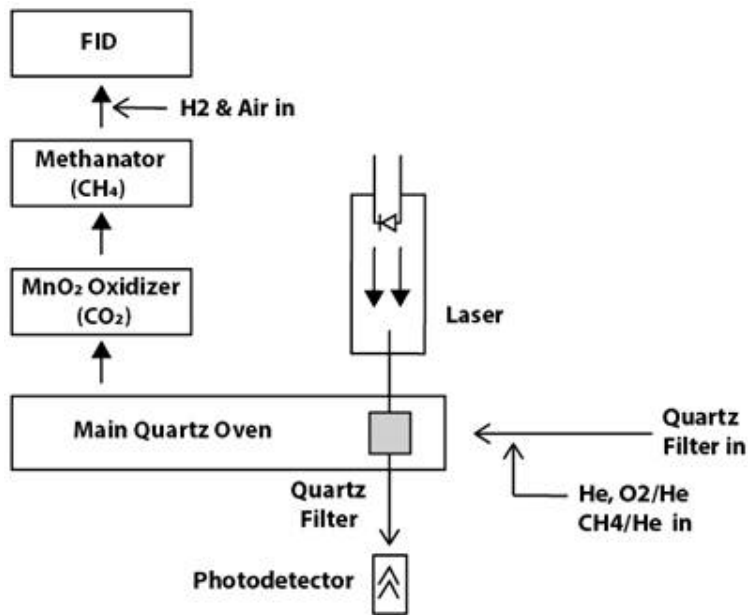 FID
H2 & Air in
Methanator
(CH₄)
MnO₂ Oxidizer
(CO₂)
Laser
Main Quartz Oven
Quartz
Filter in
Quartz
Filter
He, O2/He
CH4/He in
Photodetector